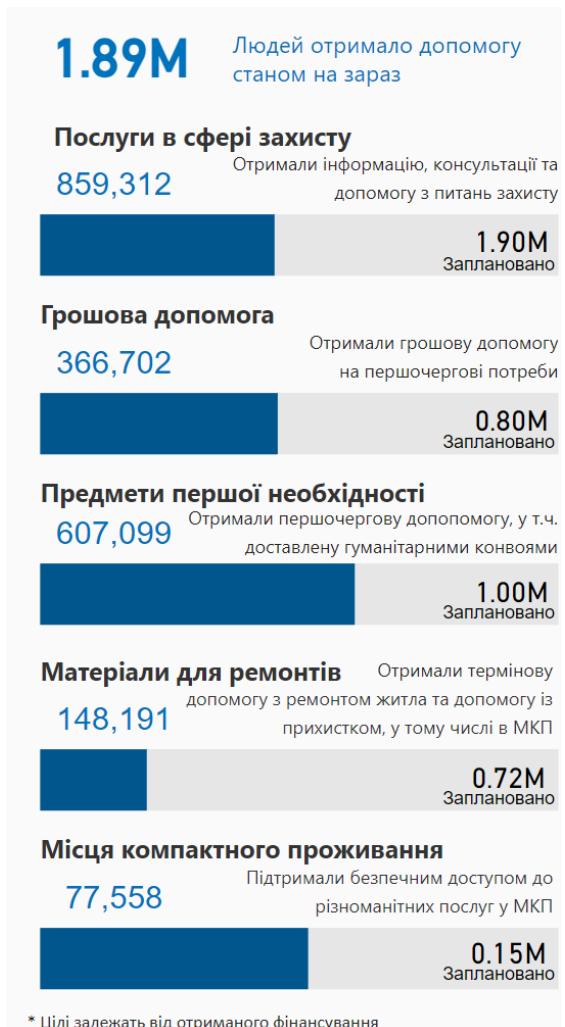 1.89M
Людей отримало допомогу
станом на зараз
Послуги в сфері захисту
859,312
Отримали інформацію, консультації та
допомогу з питань захисту
1.90M
Заплановано
Грошова допомога
366,702
Отримали грошову допомогу
на першочергові потреби
0.80M
Заплановано
Предмети першої необхідності
607,099
Отримали першочергову допопомогу, у т.ч.
доставлену гуманітарними конвоями
1.00M
Заплановано
Матеріали для ремонтів
Отримали термінову
148,191
допомогу з ремонтом житла та допомогу із
прихистком, у тому числі в МКП
0.72M
Заплановано
Місця компактного проживання
77,558
Підтримали безпечним доступом до
різноманітних послуг у МКП
0.15M
Заплановано
* Цілі залежать від отриманого фінансування